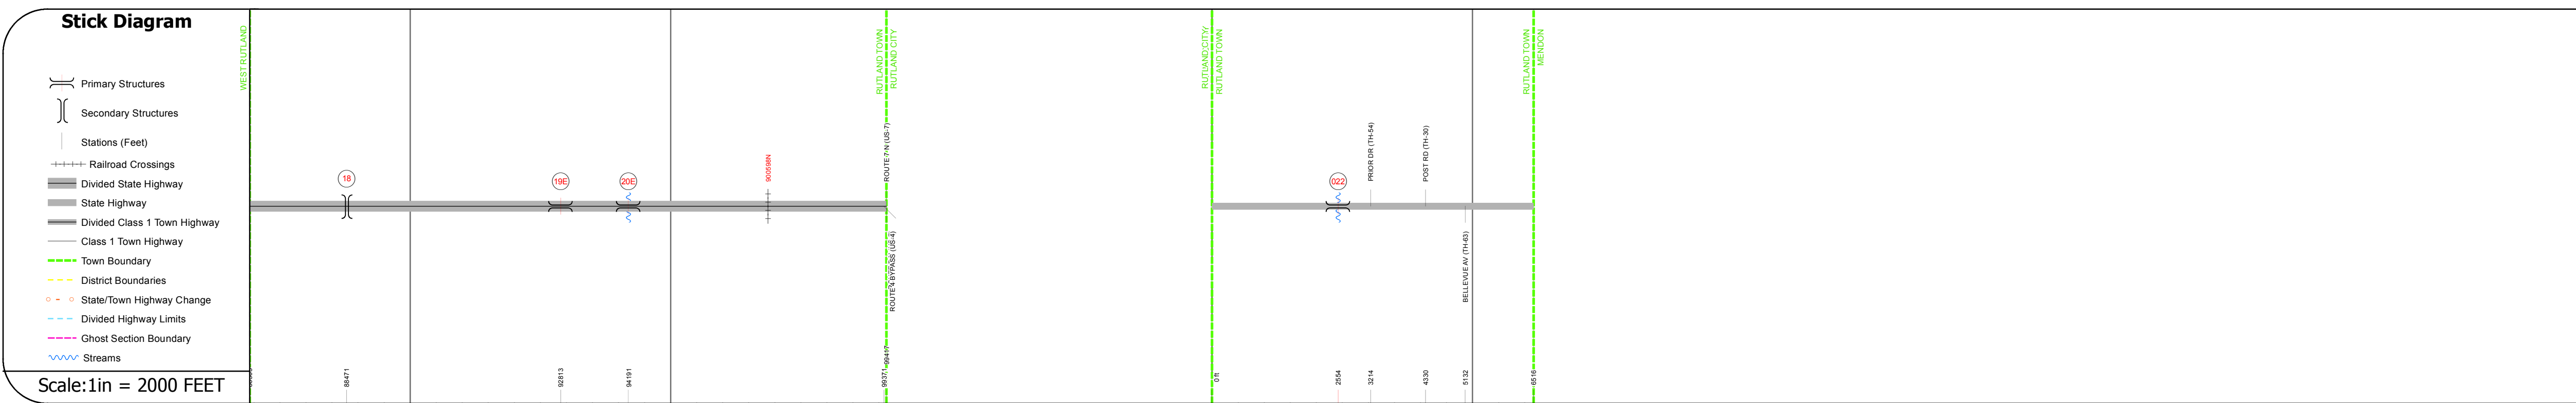 Stick Diagram
Primary Structures
Secondary Structures
Stations (Feet)
Railroad Crossings
Divided State Highway
State Highway
Divided Class 1 Town Highway
Class 1 Town Highway
Town Boundary
District Boundaries
State/Town Highway Change
Divided Highway Limits
Ghost Section Boundary
Streams
Scale:1in = 2000 FEET
WEST RUTLAND
RUTLAND TOWN
RUTLAND CITY
RUTLAND CITY
RUTLAND TOWN
RUTLAND TOWN
MENDON
18
19E
20E
900598N
ROUTE 7 N (US-7)
ROUTE 4 BYPASS (US-4)
022
PRIOR DR (TH-54)
POST RD (TH-30)
BELLEVUE AV (TH-63)
88471
92813
94191
99371
99417
0 ft
2554
3214
4330
5132
6516